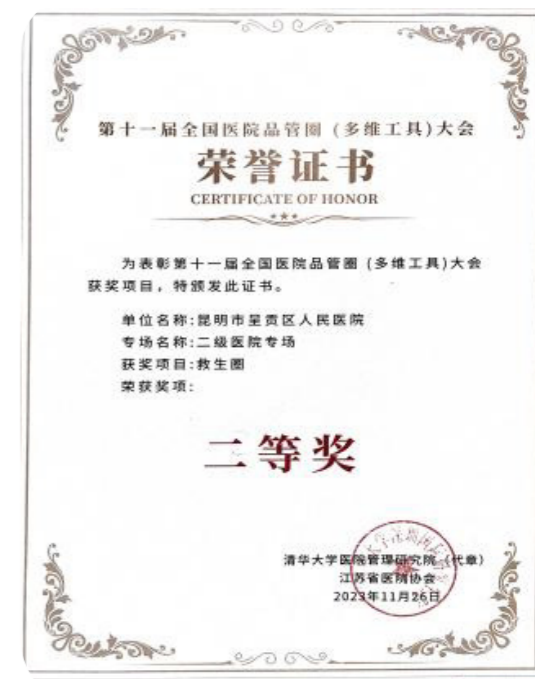 第十一届全国医院品管圈 (多维工具)大会
荣誉证书
CERTIFICATE OF HONOR
为表彰第十一届全国医院品管圈 (多维工具)大会
获奖项目，特颁发此证书。
单位名称:昆明市呈贡区人民医院
专场名称:二级医院专场
获奖项目:救生圈
荣获奖项:
二等奖
清华大学医院管理研究院（代章）
江苏省医院协会
2023年11月26日